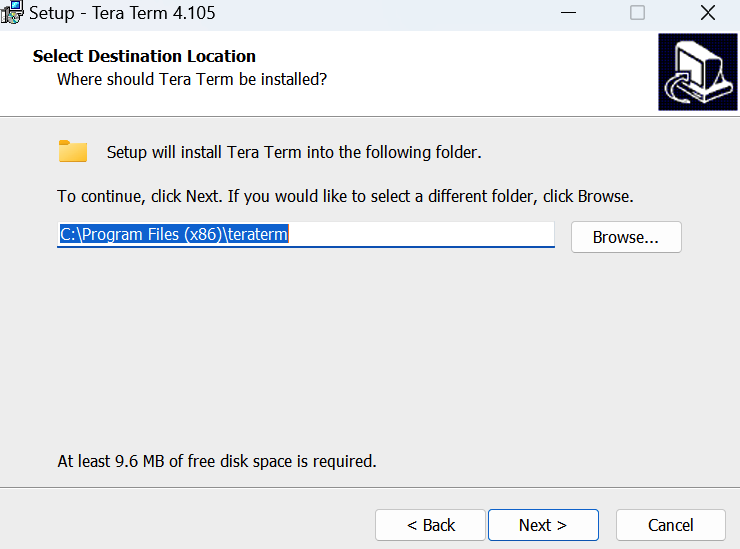 Setup - Tera Term 4.105
Select Destination Location
Where should Tera Term be installed?
Setup will install Tera Term into the following folder.
To continue, click Next. If you would like to select a different folder, click Browse.
C:\Program Files (x86)\teraterm
Browse...
At least 9.6 MB of free disk space is required.
< Back
Next >
Cancel